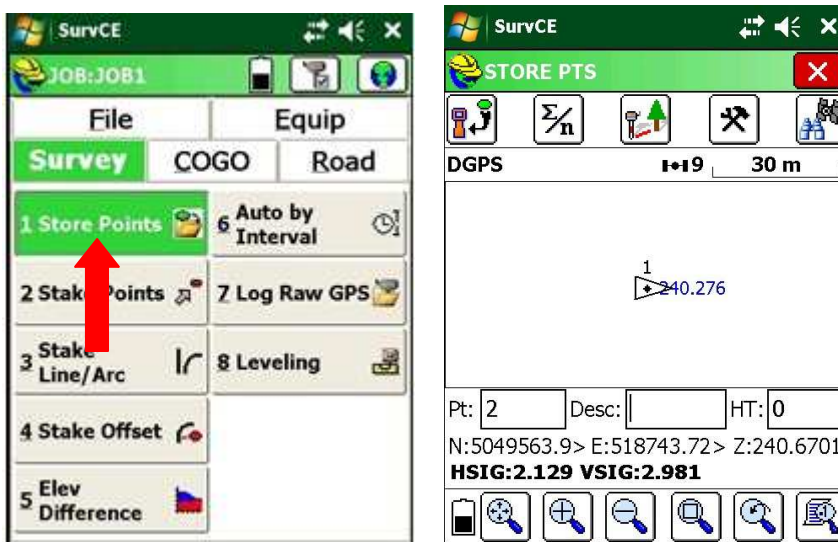 SurvCE
JOB:JOB1
File Equip
Survey COGO Road
1 Store Points
6 Auto by Interval
2 Stake Points
7 Log Raw GPS
3 Stake Line/Arc
8 Leveling
4 Stake Offset
5 Elev Difference
SurvCE
STORE PTS
Σ/n
DGPS 9 30 m
1
240.276
Pt: 2 Desc: HT: 0
N:5049563.9> E:518743.72> Z:240.6701
HSIG:2.129 VSIG:2.981